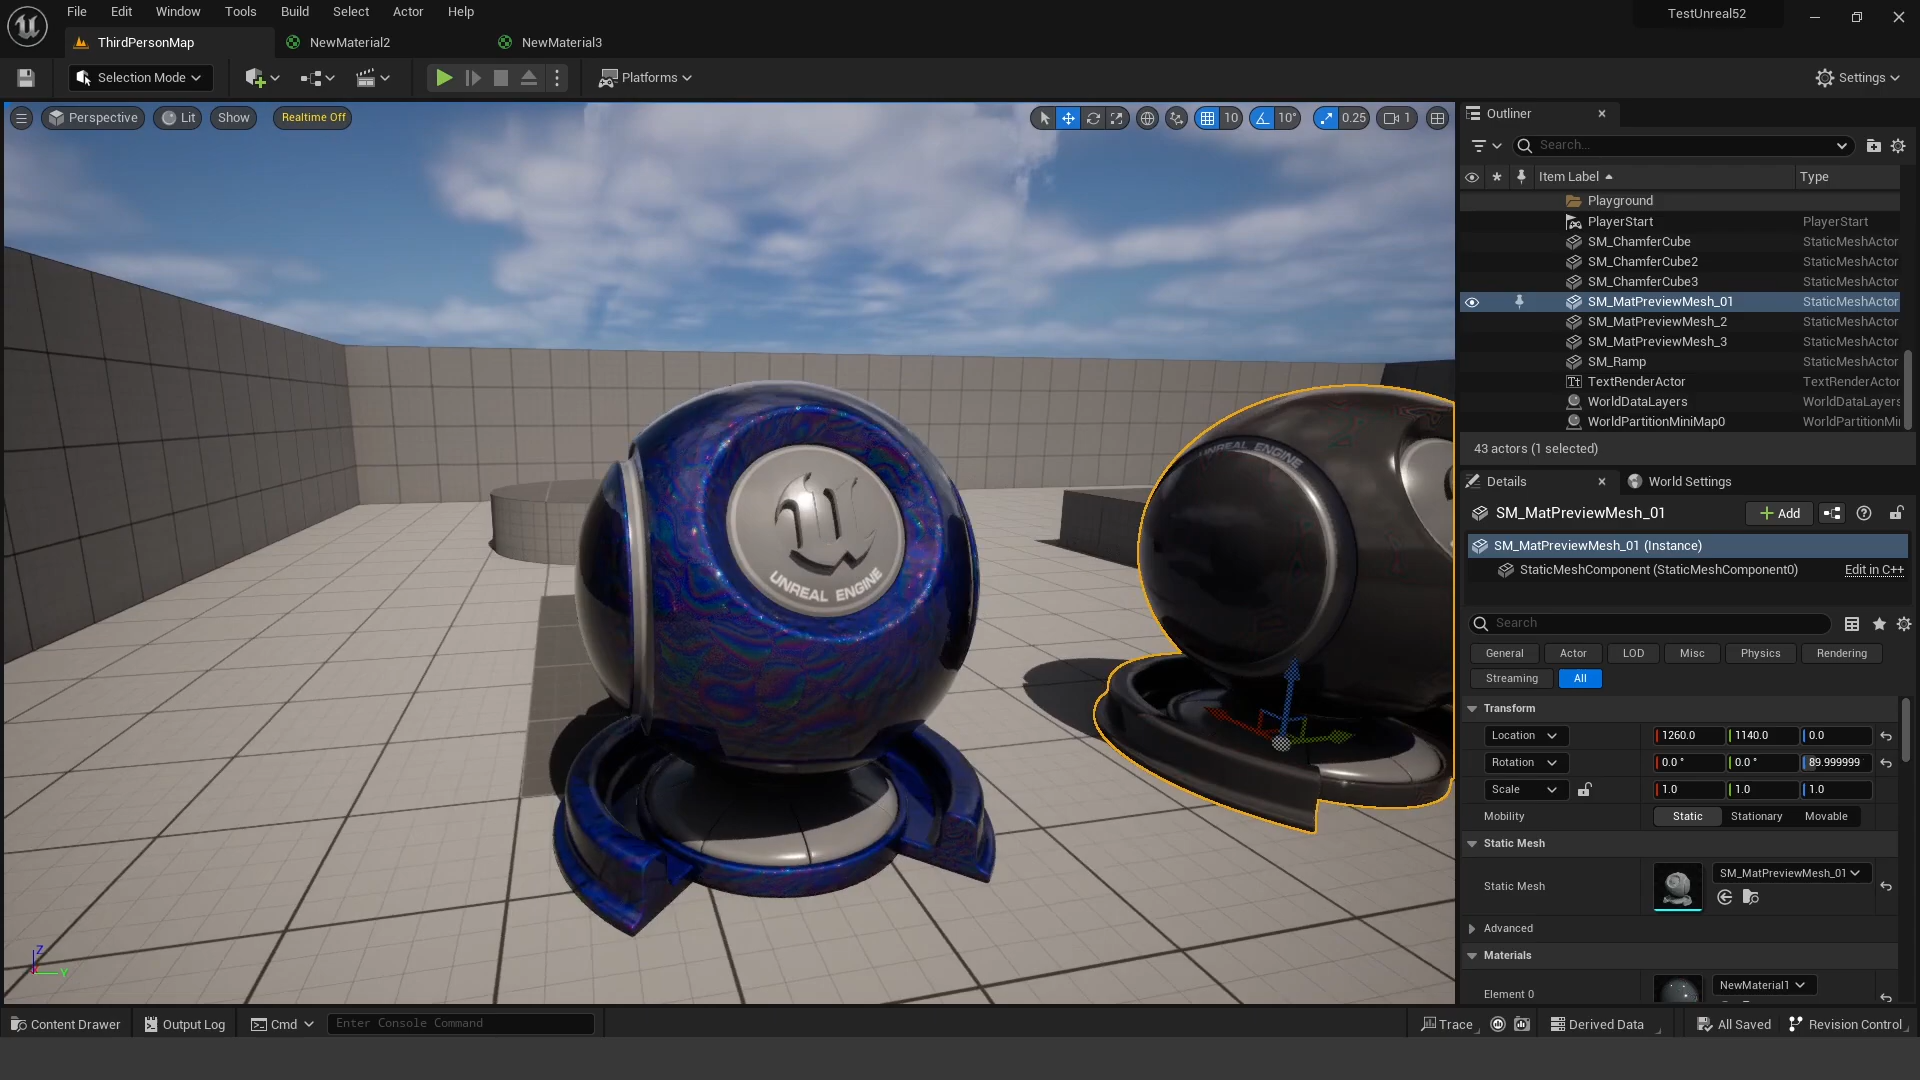 File Edit Window Tools Build Select Actor Help
TestUnreal52
ThirdPersonMap NewMaterial2 NewMaterial3
Selection Mode Platforms Settings
Perspective Lit Show Realtime Off 10 10° 0.25 1
Outliner
Search...
Item Label Type
Playground
PlayerStart PlayerStart
SM_ChamferCube StaticMeshActor
SM_ChamferCube2 StaticMeshActor
SM_ChamferCube3 StaticMeshActor
SM_MatPreviewMesh_01 StaticMeshActor
SM_MatPreviewMesh_2 StaticMeshActor
SM_MatPreviewMesh_3 StaticMeshActor
SM_Ramp StaticMeshActor
TextRenderActor TextRenderActor
WorldDataLayers WorldDataLayers
WorldPartitionMiniMap0 WorldPartitionMi
43 actors (1 selected)
Details World Settings
SM_MatPreviewMesh_01 Add
SM_MatPreviewMesh_01 (Instance)
StaticMeshComponent (StaticMeshComponent0) Edit in C++
Search
General Actor LOD Misc Physics Rendering
Streaming All
Transform
Location 1260.0 1140.0 0.0
Rotation 0.0 ° 0.0 ° 89.999999
Scale 1.0 1.0 1.0
Mobility Static Stationary Movable
Static Mesh
Static Mesh SM_MatPreviewMesh_01
Advanced
Materials
Element 0 NewMaterial1
UNREAL ENGINE
UNREAL ENGINE
Z
Y
Content Drawer Output Log Cmd Enter Console Command Trace Derived Data All Saved Revision Control